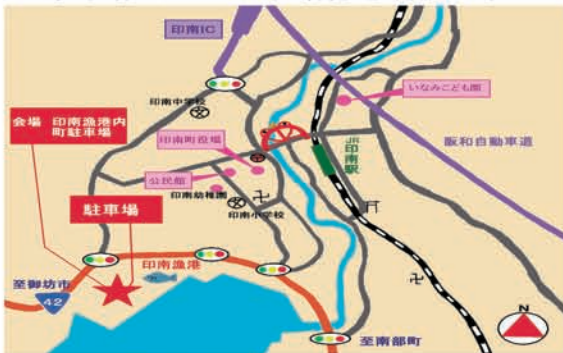 印南IC
いなみこども園
印南中学校
会場 印南漁港内
町駐車場
印南町役場
JR
印南駅
阪和自動車道
公民館
印南幼稚園
駐車場
印南小学校
卍
卍
印南漁港
至御坊市
42
至南部町
N